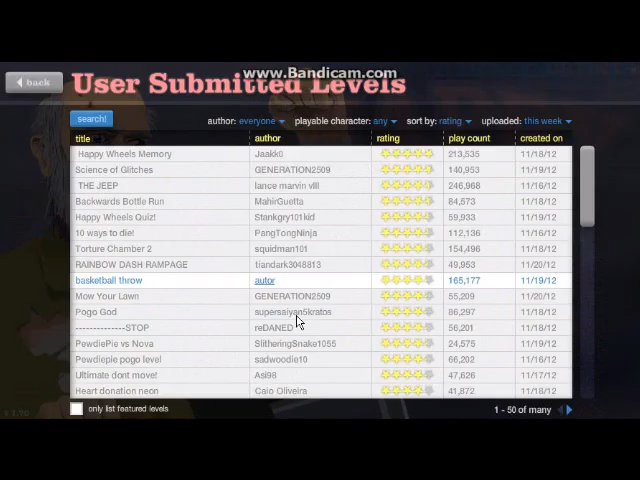 www.Bandicam.com
back
User Submitted Levels
search!
author: everyone playable character: any sort by: rating uploaded: this week
title author rating play count created on
Happy Wheels Memory Jaakk0 213,535 11/18/12
Science of Glitches GENERATION2509 140,953 11/19/12
THE JEEP lance marvin vIII 246,968 11/16/12
Backwards Bottle Run MahirGuetta 84,573 11/18/12
Happy Wheels Quiz! Stankgry101kid 59,933 11/19/12
10 ways to die! PangTongNinja 112,136 11/16/12
Torture Chamber 2 squidman101 154,496 11/18/12
RAINBOW DASH RAMPAGE tiandark3048813 49,953 11/20/12
basketball throw autor 165,177 11/19/12
Mow Your Lawn GENERATION2509 55,209 11/20/12
Pogo God supersaiyan5kratos 86,297 11/18/12
--------------STOP reDANED 56,201 11/18/12
PewdiePie vs Nova SlitheringSnake1055 24,575 11/19/12
Pewdiepie pogo level sadwoodie10 66,202 11/16/12
Ultimate dont move! Asi98 47,626 11/17/12
Heart donation neon Caio Oliveira 41,872 11/18/12
only list featured levels 1 - 50 of many